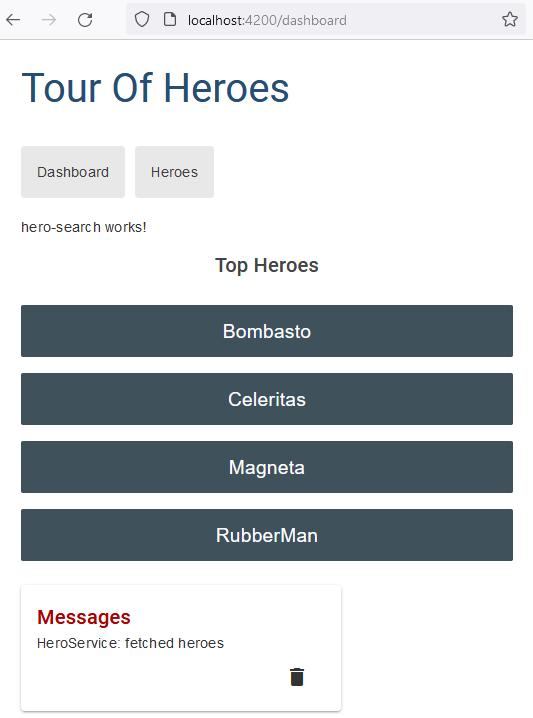 localhost:4200/dashboard
Tour Of Heroes
Dashboard Heroes
hero-search works!
Top Heroes
Bombasto
Celeritas
Magneta
RubberMan
Messages
HeroService: fetched heroes